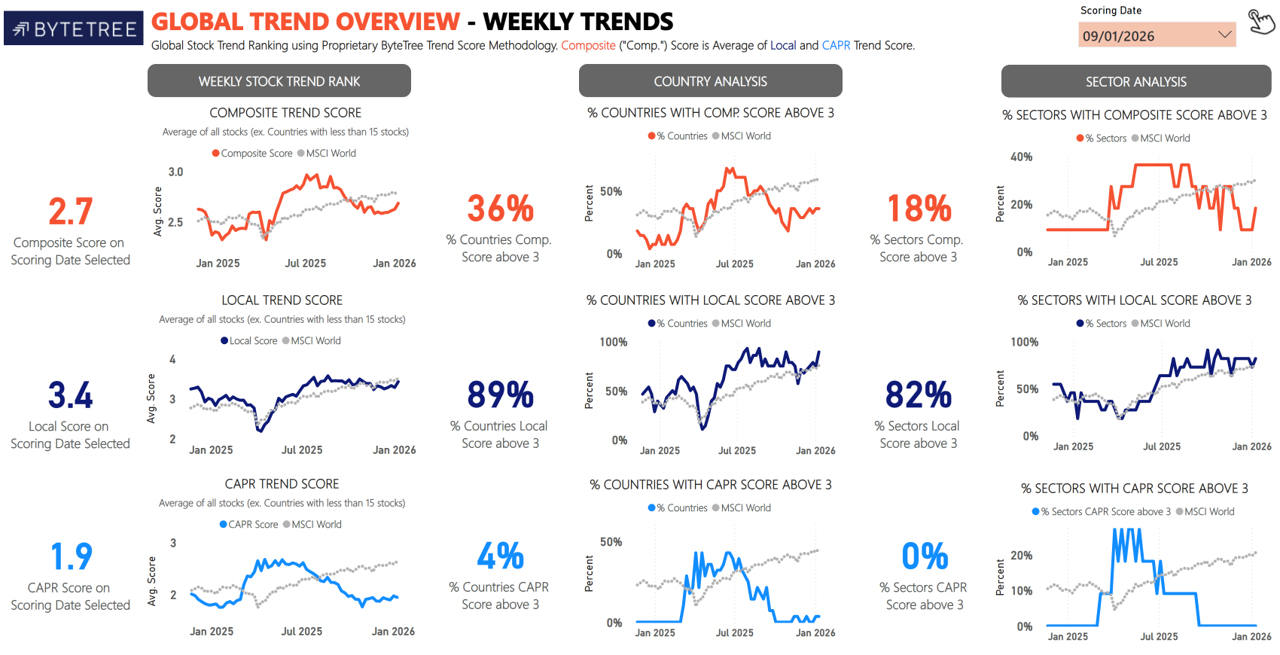 BYTETREE
GLOBAL TREND OVERVIEW - WEEKLY TRENDS
Global Stock Trend Ranking using Proprietary ByteTree Trend Score Methodology. Composite ("Comp.") Score is Average of Local and CAPR Trend Score.
Scoring Date
09/01/2026
WEEKLY STOCK TREND RANK
COUNTRY ANALYSIS
SECTOR ANALYSIS
2.7
Composite Score on
Scoring Date Selected
COMPOSITE TREND SCORE
Average of all stocks (ex. Countries with less than 15 stocks)
Composite Score MSCI World
Avg. Score
3.0
2.5
Jan 2025 Jul 2025 Jan 2026
36%
% Countries Comp.
Score above 3
% COUNTRIES WITH COMP. SCORE ABOVE 3
% Countries MSCI World
Percent
50%
0%
Jan 2025 Jul 2025 Jan 2026
18%
% Sectors Comp.
Score above 3
% SECTORS WITH COMPOSITE SCORE ABOVE 3
% Sectors MSCI World
Percent
40%
20%
0%
Jan 2025 Jul 2025 Jan 2026
3.4
Local Score on
Scoring Date Selected
LOCAL TREND SCORE
Average of all stocks (ex. Countries with less than 15 stocks)
Local Score MSCI World
Avg. Score
4
3
2
Jan 2025 Jul 2025 Jan 2026
89%
% Countries Local
Score above 3
% COUNTRIES WITH LOCAL SCORE ABOVE 3
% Countries MSCI World
Percent
100%
50%
0%
Jan 2025 Jul 2025 Jan 2026
82%
% Sectors Local
Score above 3
% SECTORS WITH LOCAL SCORE ABOVE 3
% Sectors MSCI World
Percent
100%
50%
0%
Jan 2025 Jul 2025 Jan 2026
1.9
CAPR Score on
Scoring Date Selected
CAPR TREND SCORE
Average of all stocks (ex. Countries with less than 15 stocks)
CAPR Score MSCI World
Avg. Score
3
2
Jan 2025 Jul 2025 Jan 2026
4%
% Countries CAPR
Score above 3
% COUNTRIES WITH CAPR SCORE ABOVE 3
% Countries MSCI World
Percent
50%
0%
Jan 2025 Jul 2025 Jan 2026
0%
% Sectors CAPR
Score above 3
% SECTORS WITH CAPR SCORE ABOVE 3
% Sectors CAPR Score above 3 MSCI World
Percent
20%
10%
0%
Jan 2025 Jul 2025 Jan 2026